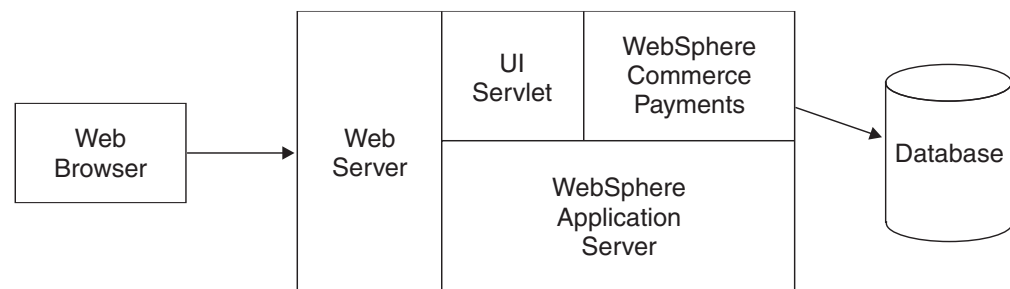 Web
Browser
Web
Server
UI
Servlet
WebSphere
Commerce
Payments
WebSphere
Application
Server
Database